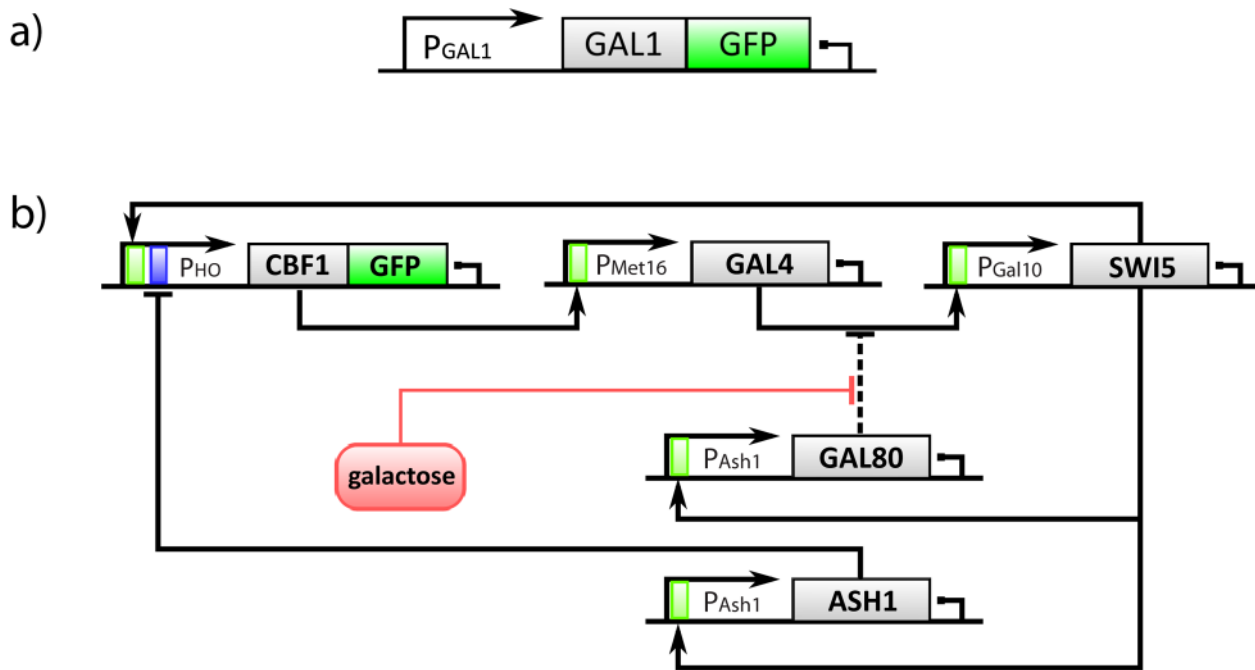 a)
PGAL1 GAL1 GFP
b)
PHO CBF1 GFP PMet16 GAL4 PGal10 SWI5
PAsh1 GAL80
galactose
PAsh1 ASH1